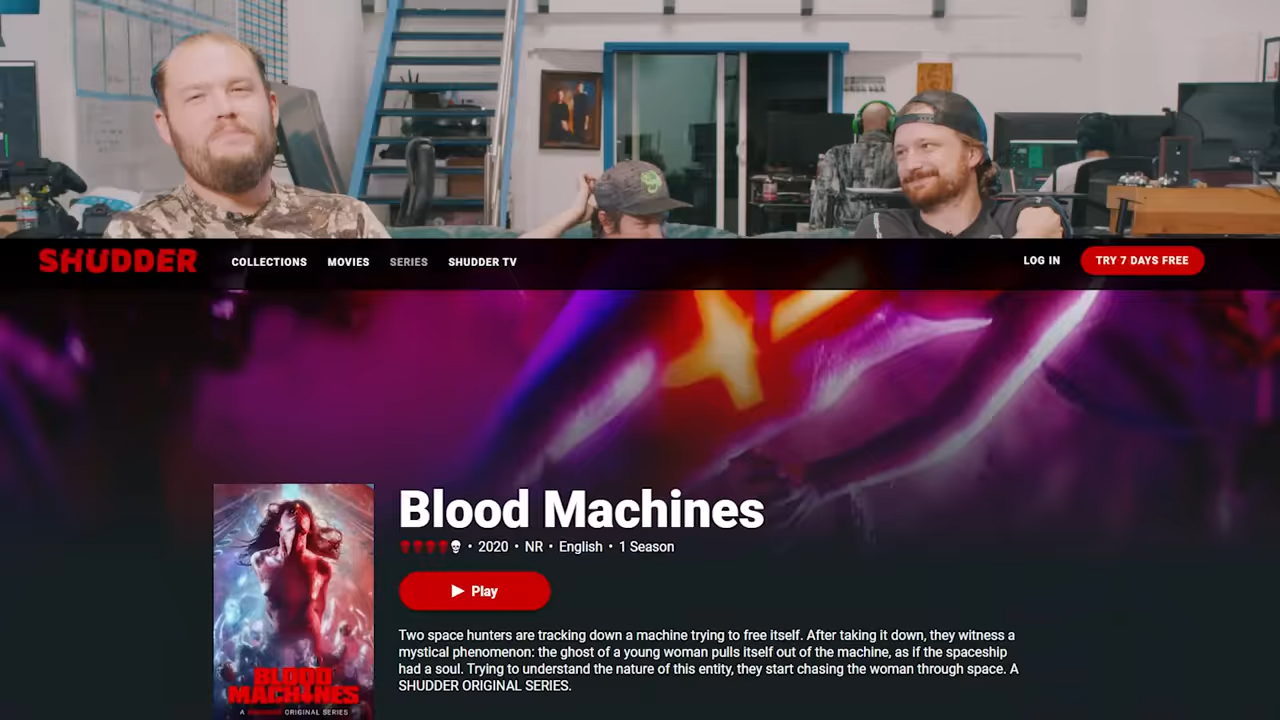 SHUDDER COLLECTIONS MOVIES SERIES SHUDDER TV LOG IN TRY 7 DAYS FREE
Blood Machines
• 2020 • NR • English • 1 Season
Play
Two space hunters are tracking down a machine trying to free itself. After taking it down, they witness a
mystical phenomenon: the ghost of a young woman pulls itself out of the machine, as if the spaceship
had a soul. Trying to understand the nature of this entity, they start chasing the woman through space. A
SHUDDER ORIGINAL SERIES.
BLOOD
MACHINES
A SHUDDER ORIGINAL SERIES